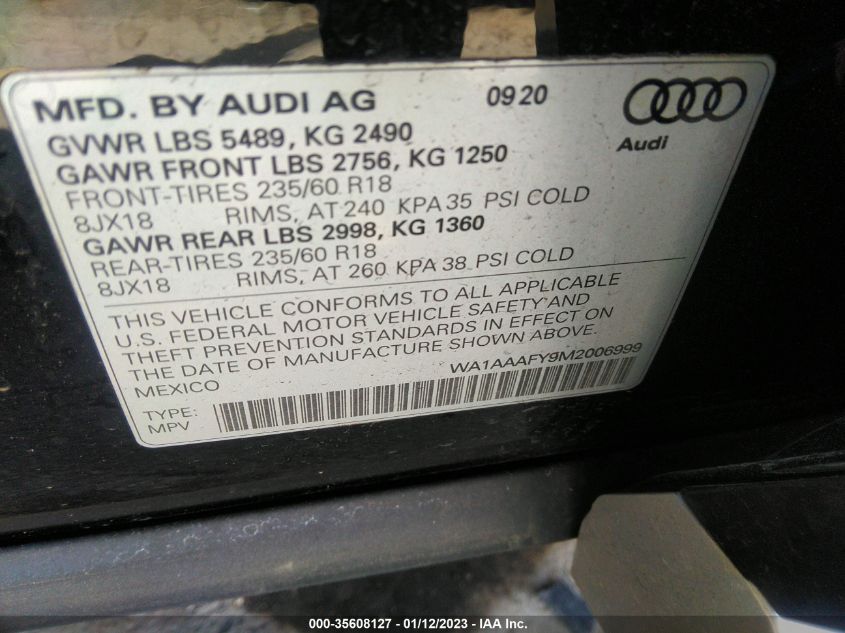 MFD. BY AUDI AG 09 20
Audi
GVWR LBS 5489, KG 2490
GAWR FRONT LBS 2756, KG 1250
FRONT-TIRES 235/60 R18
8JX18 RIMS, AT 240 KPA 35 PSI COLD
GAWR REAR LBS 2998, KG 1360
REAR-TIRES 235/60 R18
8JX18 RIMS, AT 260 KPA 38 PSI COLD
THIS VEHICLE CONFORMS TO ALL APPLICABLE
U.S. FEDERAL MOTOR VEHICLE SAFETY AND
THEFT PREVENTION STANDARDS IN EFFECT ON
THE DATE OF MANUFACTURE SHOWN ABOVE.
MEXICO WA1AAAFY9M2006999
TYPE:
MPV
000-35608127 - 01/12/2023 - IAA Inc.